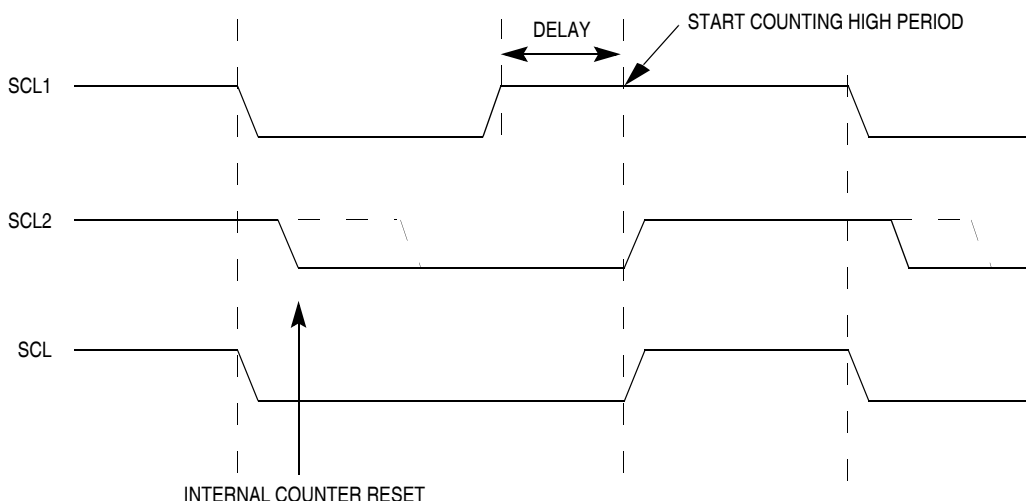 DELAY
START COUNTING HIGH PERIOD
SCL1
SCL2
SCL
INTERNAL COUNTER RESET